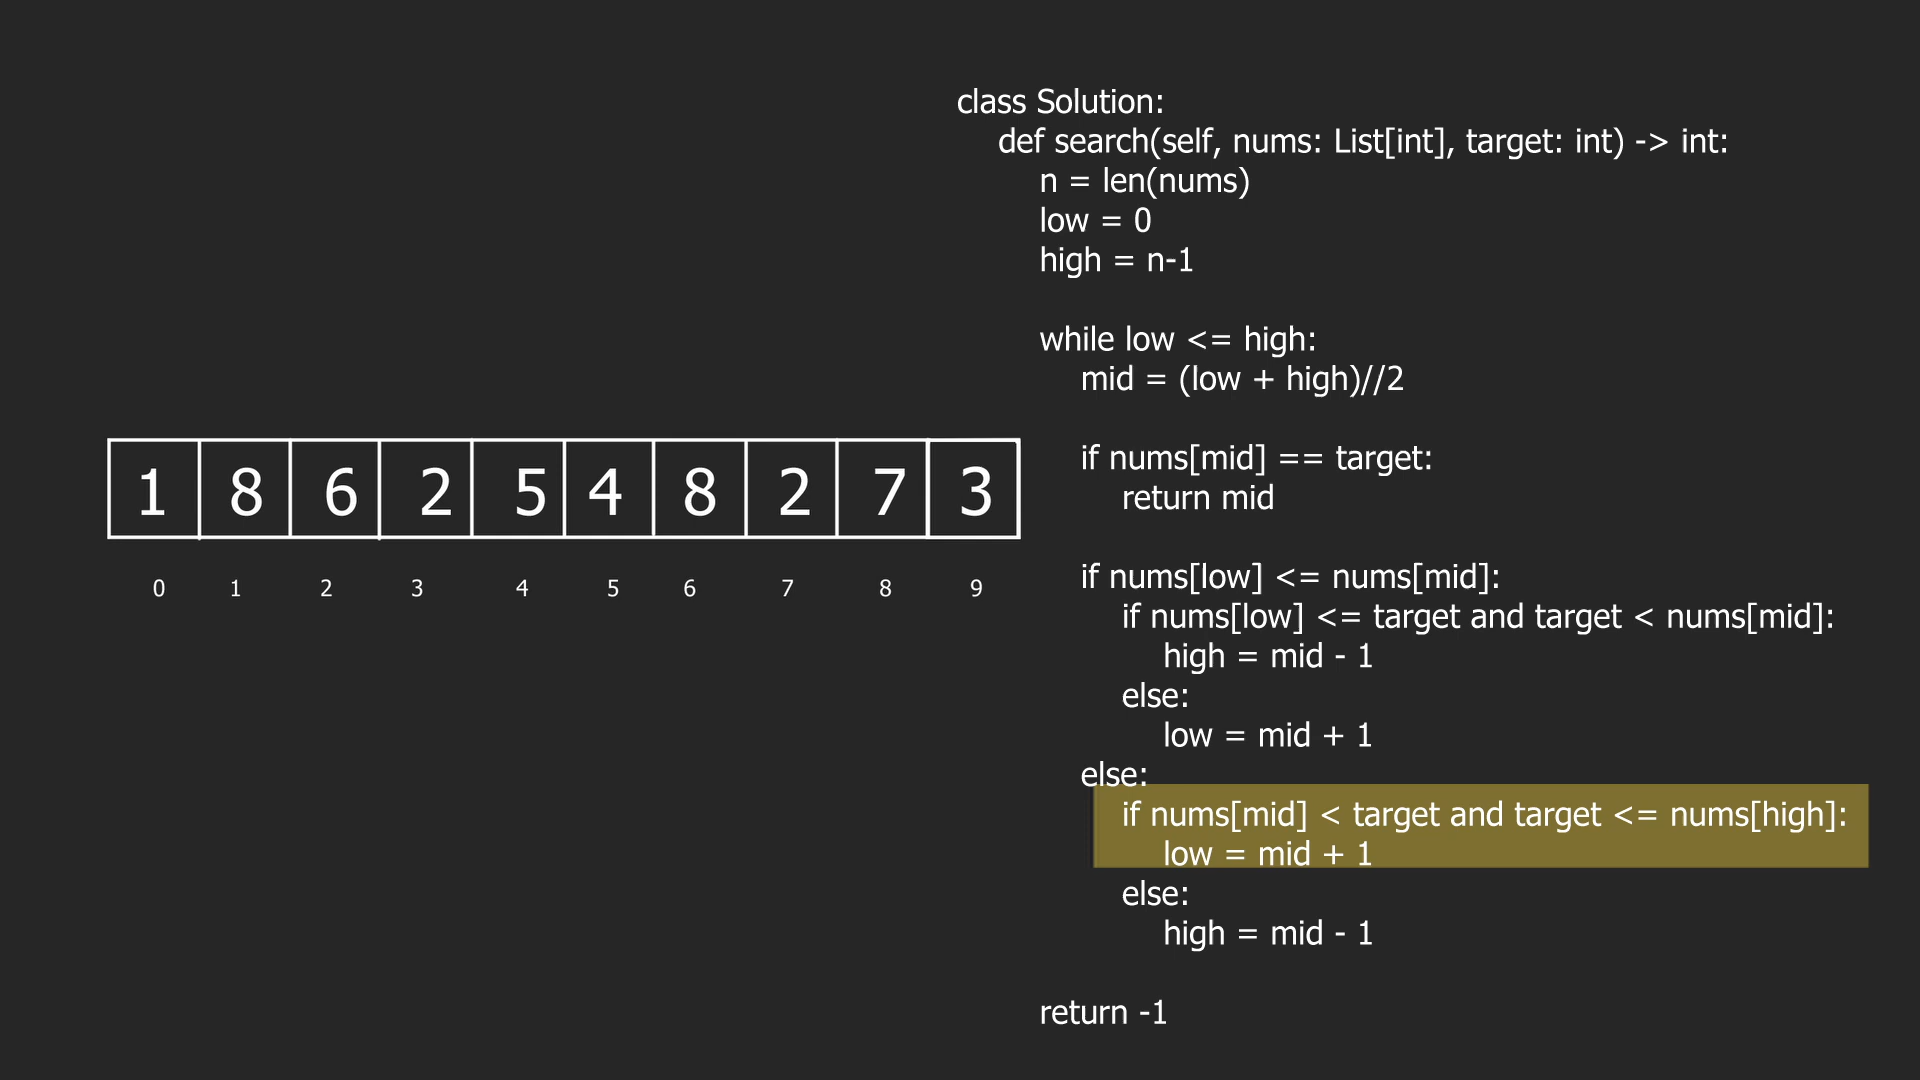 class Solution:
def search(self, nums: List[int], target: int) -> int:
n = len(nums)
low = 0
high = n-1
while low <= high:
mid = (low + high)//2
if nums[mid] == target:
return mid
if nums[low] <= nums[mid]:
if nums[low] <= target and target < nums[mid]:
high = mid - 1
else:
low = mid + 1
else:
if nums[mid] < target and target <= nums[high]:
low = mid + 1
else:
high = mid - 1
return -1
1 8 6 2 5 4 8 2 7 3
0 1 2 3 4 5 6 7 8 9